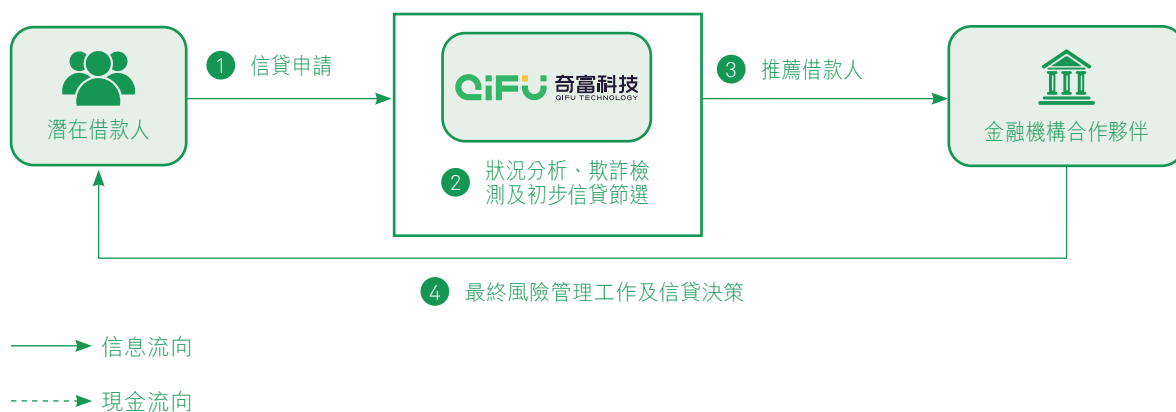 1 信貸申請
潛在借款人
QIFU 奇富科技
QIFU TECHNOLOGY
2 狀況分析、欺詐檢
測及初步信貸節選
3 推薦借款人
金融機構合作夥伴
4 最終風險管理工作及信貸決策
信息流向
現金流向